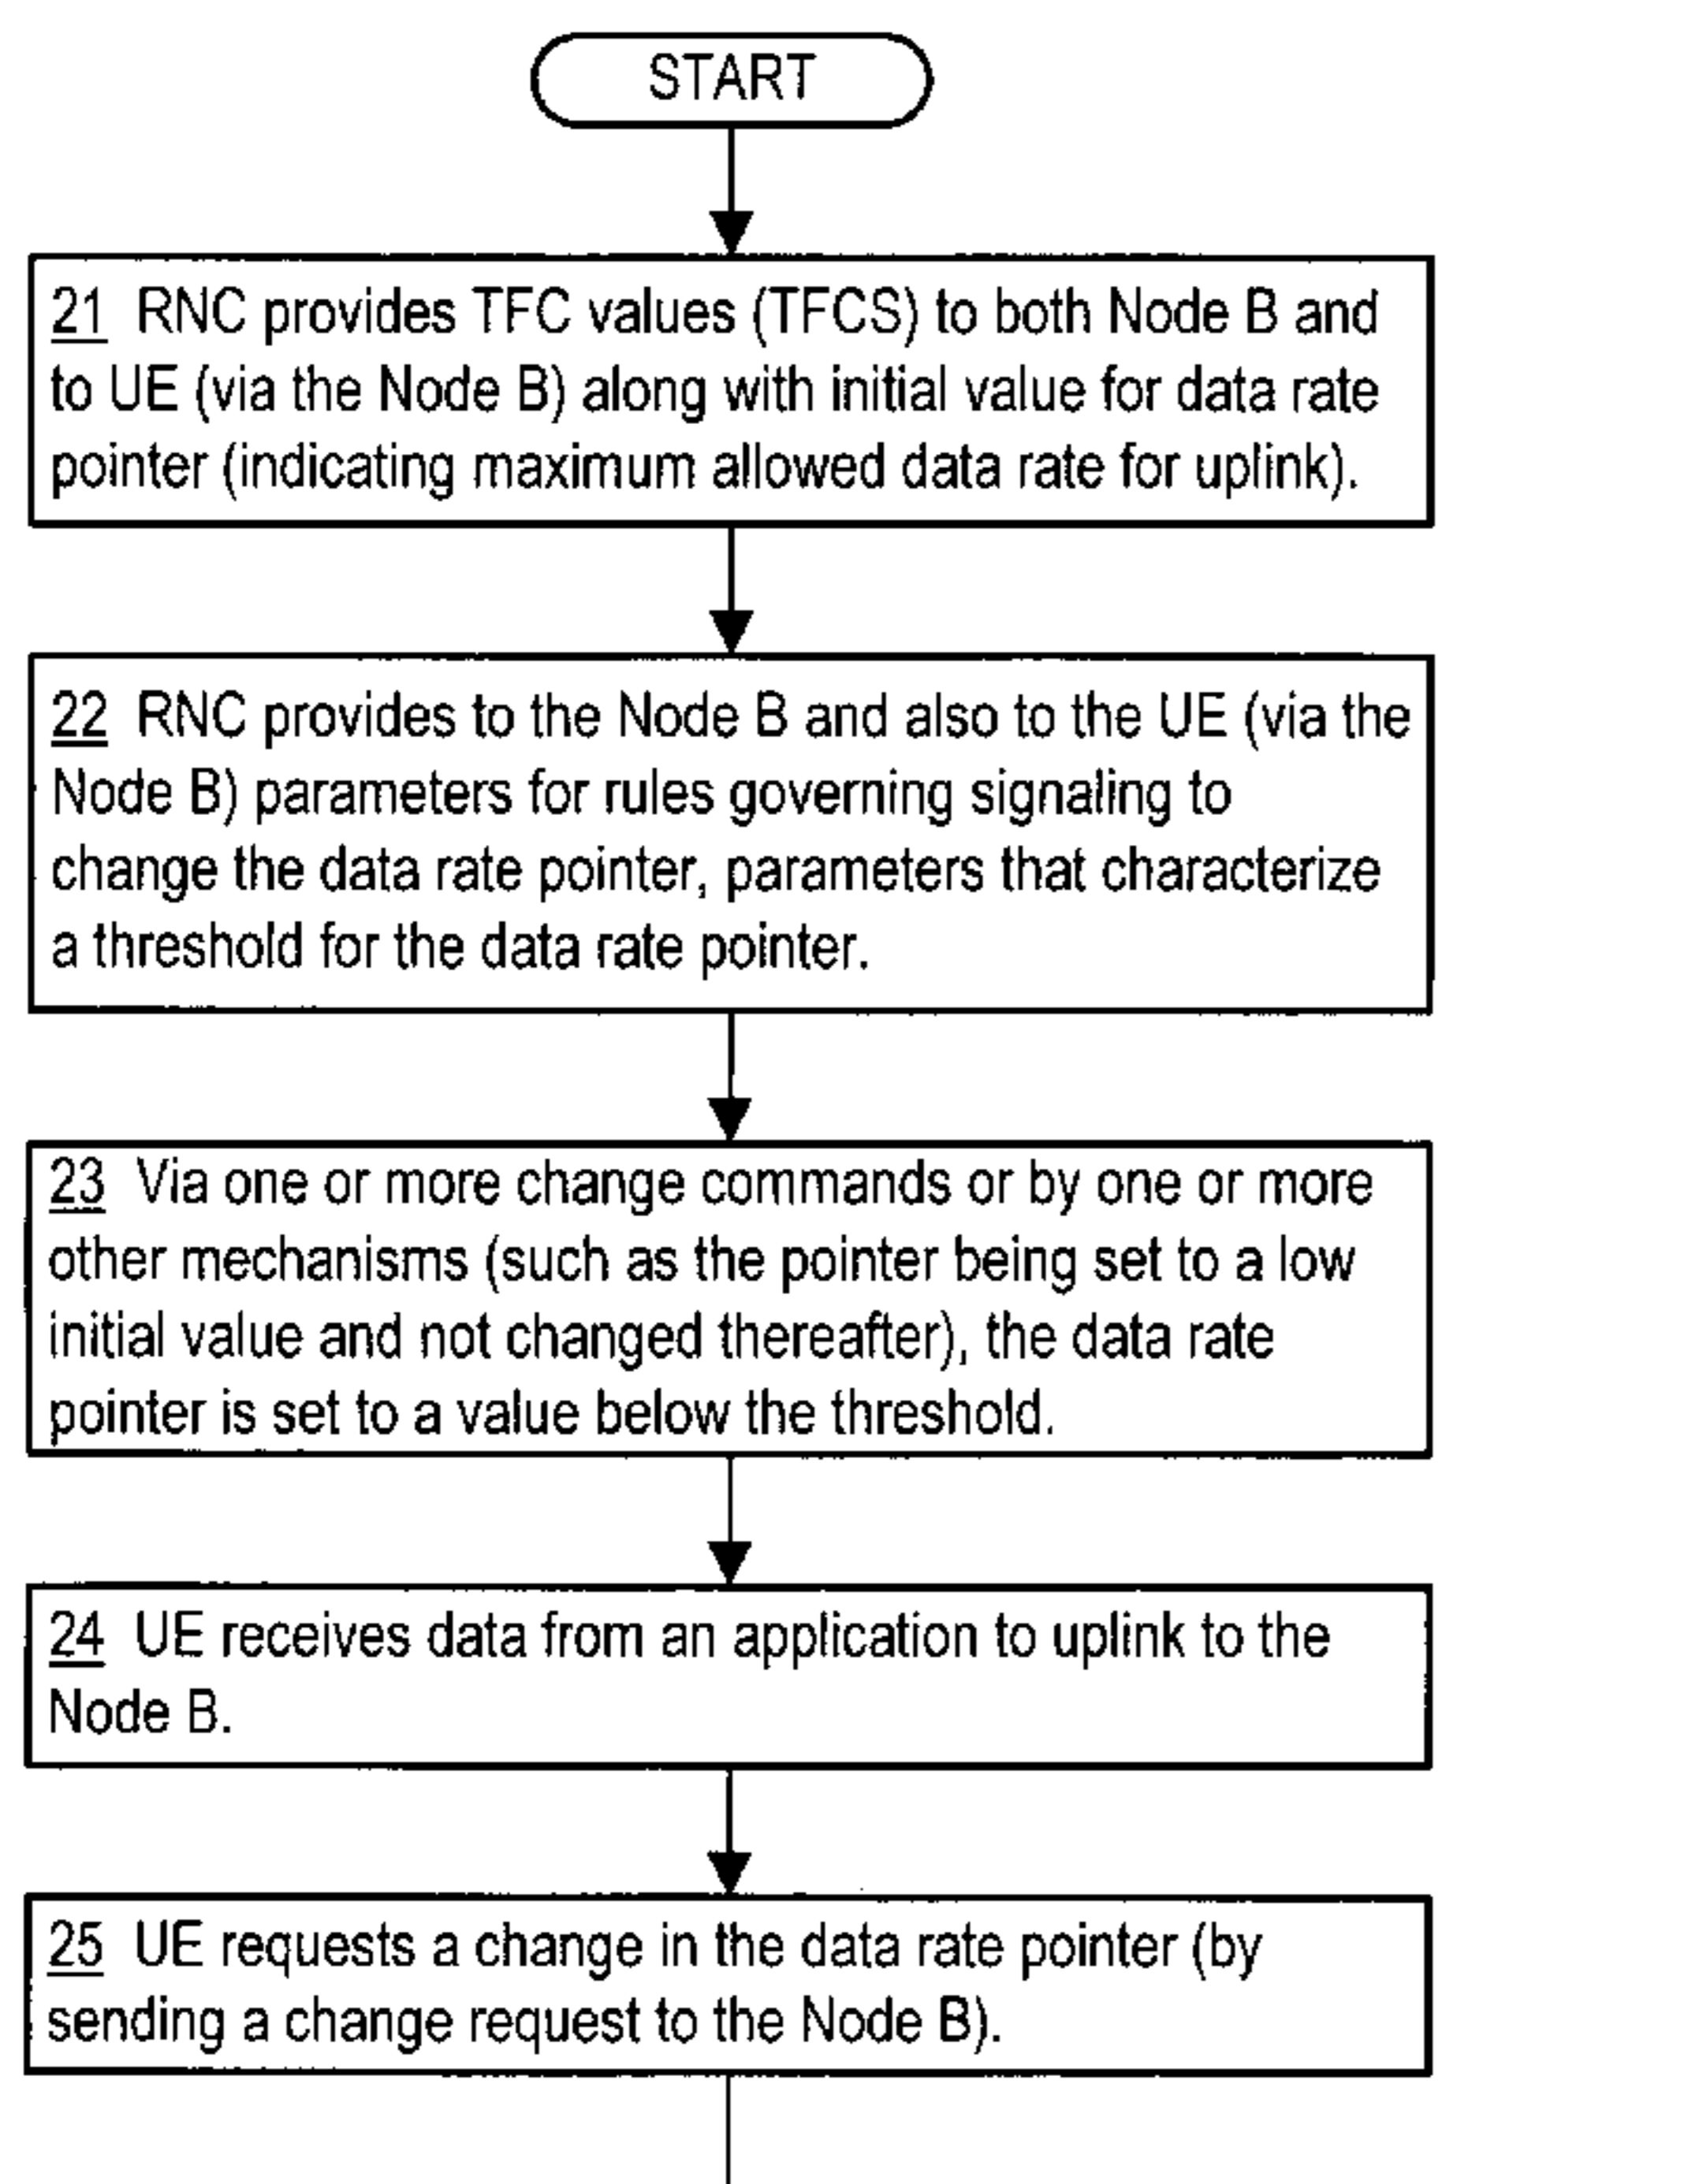 START
21 RNC provides TFC values (TFCS) to both Node B and
to UE (via the Node B) along with initial value for data rate
pointer (indicating maximum allowed data rate for uplink).
22 RNC provides to the Node B and also to the UE (via the
Node B) parameters for rules governing signaling to
change the data rate pointer, parameters that characterize
a threshold for the data rate pointer.
23 Via one or more change commands or by one or more
other mechanisms (such as the pointer being set to a low
initial value and not changed thereafter), the data rate
pointer is set to a value below the threshold.
24 UE receives data from an application to uplink to the
Node B.
25 UE requests a change in the data rate pointer (by
sending a change request to the Node B).